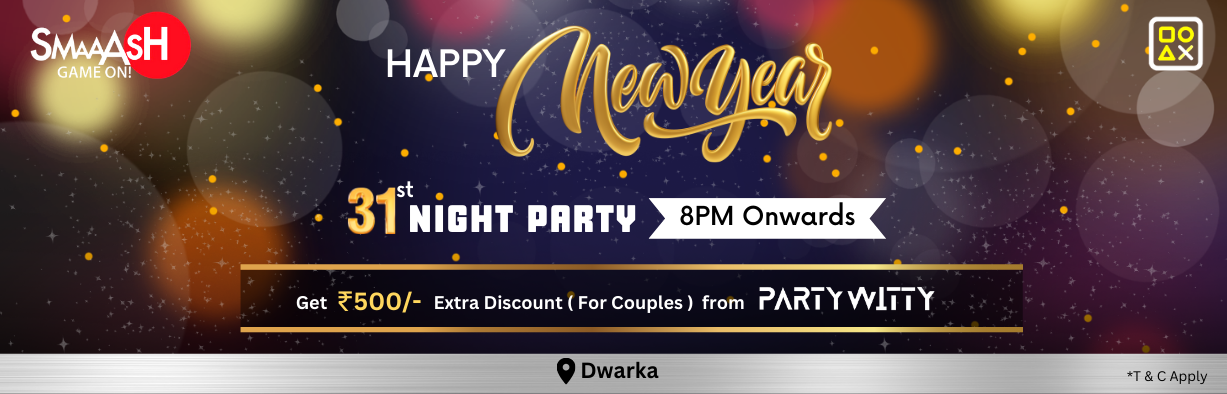 SMAAASH
GAME ON!
HAPPY New Year
31st NIGHT PARTY 8PM Onwards
Get ₹500/- Extra Discount ( For Couples ) from PARTYWITTY
Dwarka
*T & C Apply